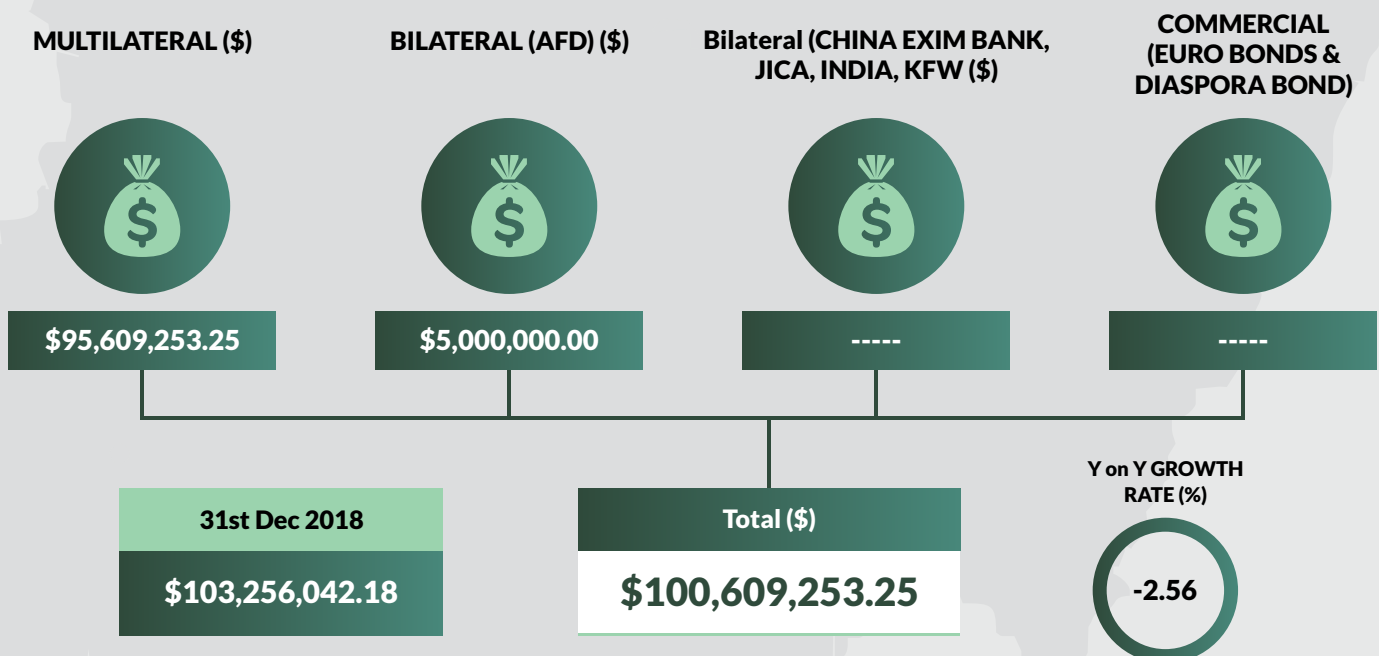 MULTILATERAL ($)
BILATERAL (AFD) ($)
Bilateral (CHINA EXIM BANK,
JICA, INDIA, KFW ($)
COMMERCIAL
(EURO BONDS &
DIASPORA BOND)
$
$
$
$
$95,609,253.25
$5,000,000.00
-----
-----
Y on Y GROWTH
RATE (%)
31st Dec 2018
Total ($)
$103,256,042.18
$100,609,253.25
-2.56